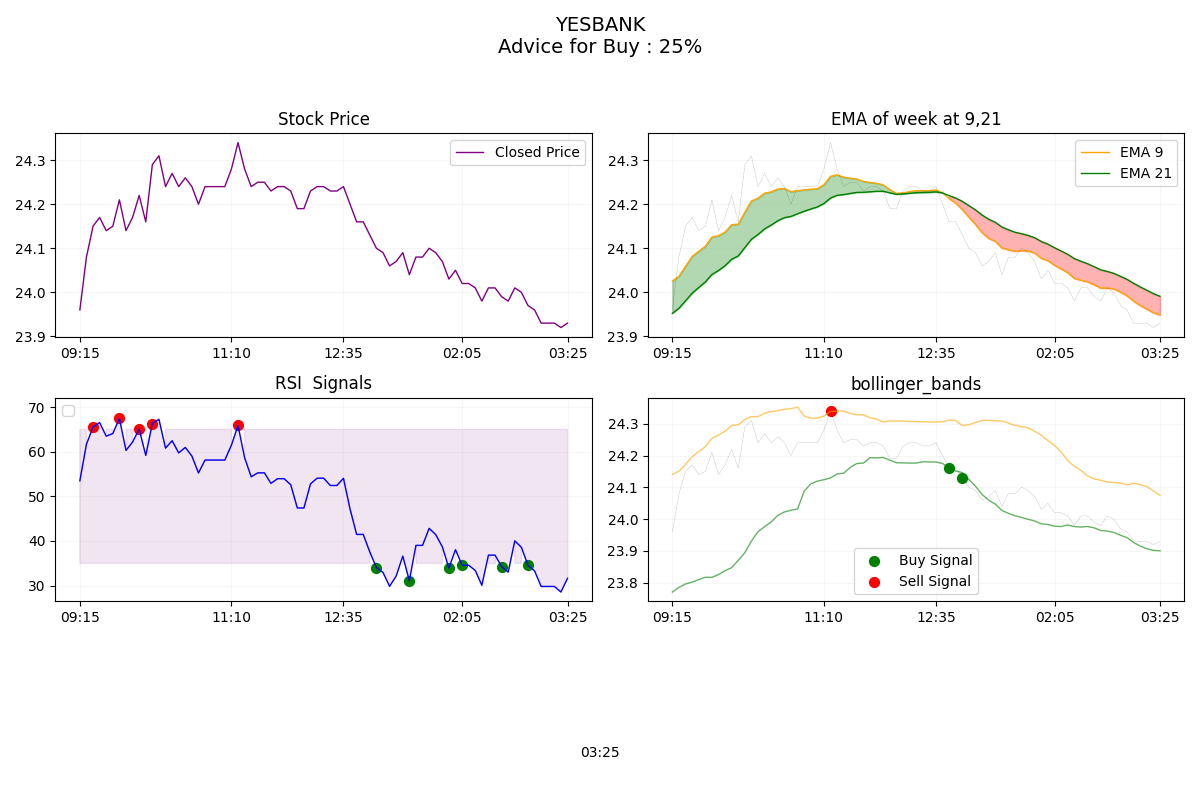 YESBANK
Advice for Buy : 25%
Stock Price
Closed Price
24.3
24.2
24.1
24.0
23.9
09:15 11:10 12:35 02:05 03:25
EMA of week at 9,21
EMA 9
EMA 21
24.3
24.2
24.1
24.0
23.9
09:15 11:10 12:35 02:05 03:25
RSI  Signals
70
60
50
40
30
09:15 11:10 12:35 02:05 03:25
bollinger_bands
24.3
24.2
24.1
24.0
23.9
23.8
Buy Signal
Sell Signal
09:15 11:10 12:35 02:05 03:25
03:25